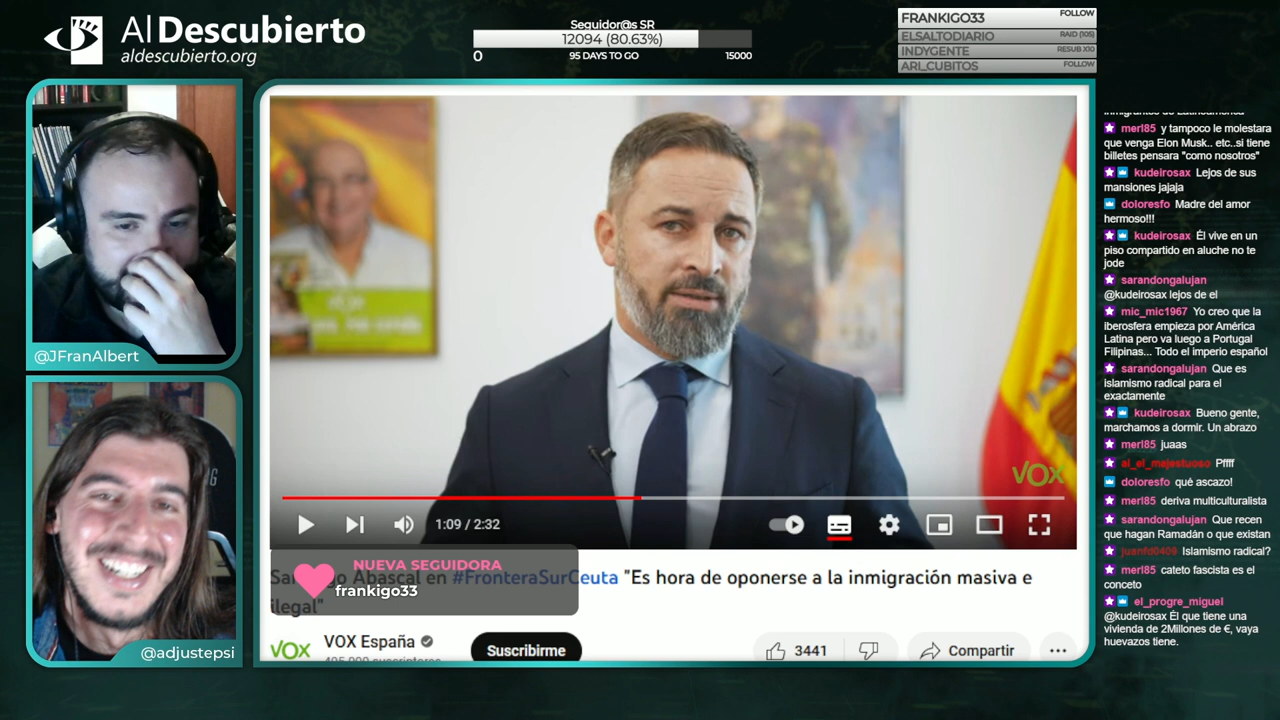 Al Descubierto
aldescubierto.org
Seguidor@s SR
12094 (80.63%)
0
95 DAYS TO GO
15000
FRANKIGO33
FOLLOW
ELSALTODIARIO
RAID (105)
INDYGENTE
RESUB X10
ARI_CUBITOS
FOLLOW
@JFranAlbert
@adjustepsi
VOX
VOX
1:09 / 2:32
NUEVA SEGUIDORA
frankigo33
Abascal en #FronteraSurCeuta "Es hora de oponerse a la inmigración masiva e
ilegal"
VOX
VOX España
Suscribirme
3441
Compartir
merl85 y tampoco le molestara
que venga Elon Musk.. etc..si tiene
billetes pensara "como nosotros"
kudeirosax Lejos de sus
mansiones jajaja
doloresfo Madre del amor
hermoso!!!
kudeirosax Él vive en un
piso compartido en aluche no te
jode
sarandongalujan
@kudeirosax lejos de el
mic_mic1967 Yo creo que la
iberosfera empieza por América
Latina pero va luego a Portugal
Filipinas... Todo el imperio español
sarandongalujan Que es
islamismo radical para el
exactamente
kudeirosax Bueno gente,
marchamos a dormir. Un abrazo
merl85 juaas
al_el_majestuoso Pffff
doloresfo qué ascazo!
merl85 deriva multiculturalista
sarandongalujan Que recen
que hagan Ramadán o que existan
juanfd0409 Islamismo radical?
merl85 cateto fascista es el
conceto
el_progre_miguel
@kudeirosax Él que tiene una
vivienda de 2Millones de €, vaya
huevazos tiene.